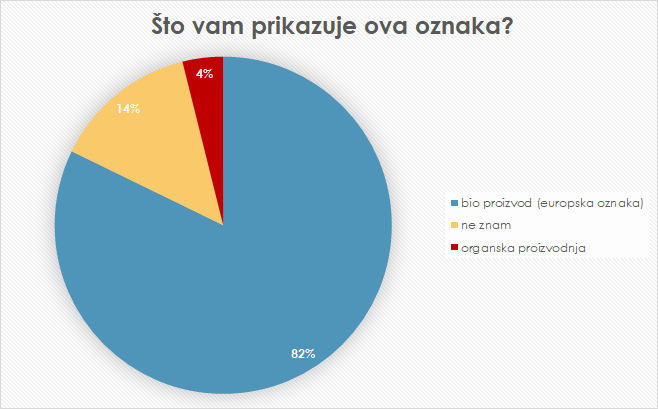 Što vam prikazuje ova oznaka?
4%
14%
82%
bio proizvod (europska oznaka)
ne znam
organska proizvodnja